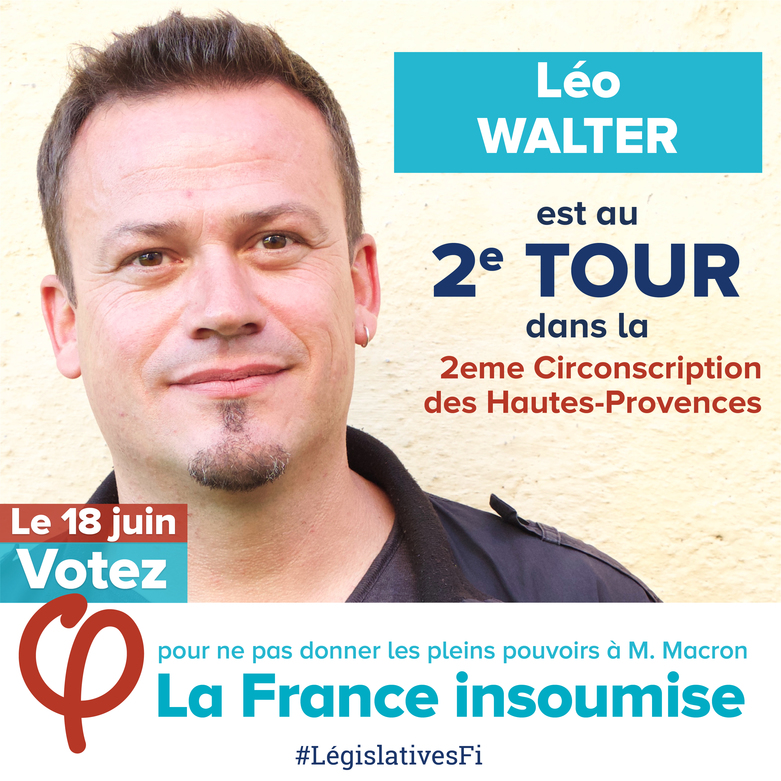 Léo
WALTER
est au
2e TOUR
dans la
2eme Circonscription
des Hautes-Provences
Le 18 juin
Votez
pour ne pas donner les pleins pouvoirs à M. Macron
La France insoumise
#LégislativesFi